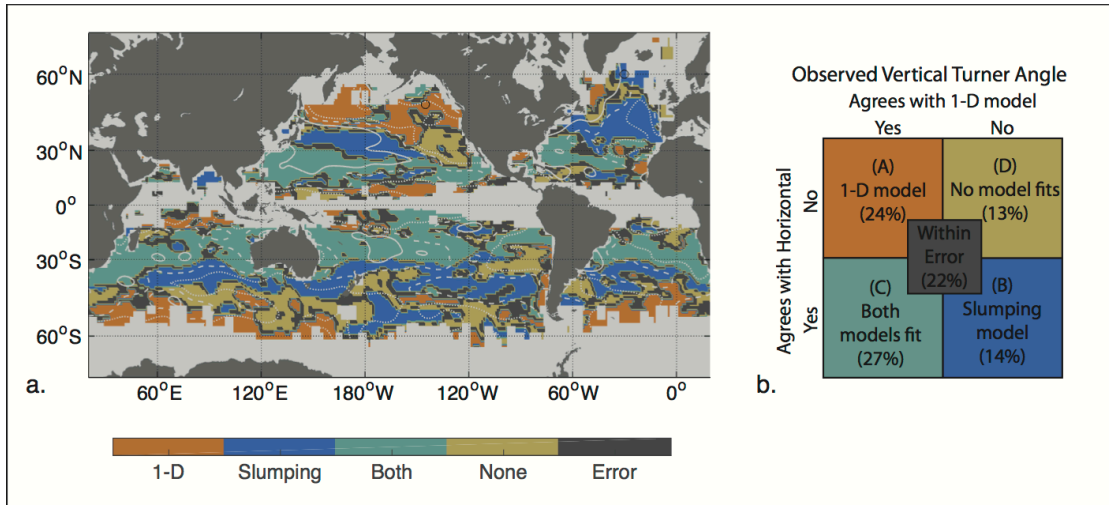 60°N
30°N
0°
30°S
60°S
a.
60°E
120°E
180°W
120°W
60°W
0°
1-D
Slumping
Both
None
Error
Observed Vertical Turner Angle
Agrees with 1-D model
Yes
No
Agrees with Horizontal
No
Yes
(A)
1-D model
(24%)
(D)
No model fits
(13%)
Within
Error
(22%)
(C)
Both
models fit
(27%)
(B)
Slumping
model
(14%)
b.